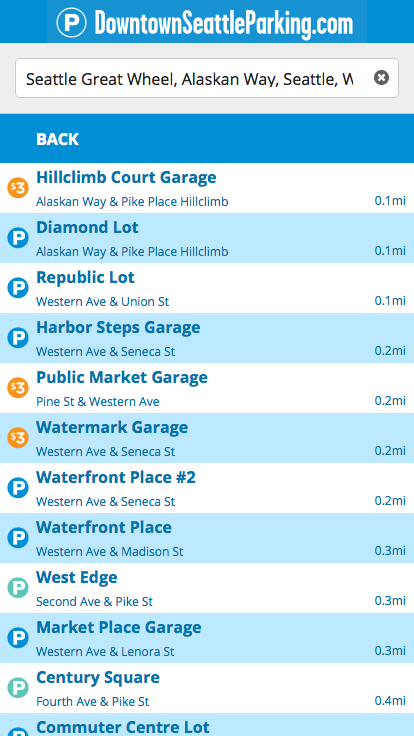 P DowntownSeattleParking.com
Seattle Great Wheel, Alaskan Way, Seattle, W
BACK
Hillclimb Court Garage
$3
Alaskan Way & Pike Place Hillclimb 0.1mi
Diamond Lot
P
Alaskan Way & Pike Place Hillclimb 0.1mi
Republic Lot
P
Western Ave & Union St 0.1mi
Harbor Steps Garage
P
Western Ave & Seneca St 0.2mi
Public Market Garage
$3
Pine St & Western Ave 0.2mi
Watermark Garage
$3
Western Ave & Seneca St 0.2mi
Waterfront Place #2
P
Western Ave & Seneca St 0.2mi
Waterfront Place
P
Western Ave & Madison St 0.3mi
West Edge
P
Second Ave & Pike St 0.3mi
Market Place Garage
P
Western Ave & Lenora St 0.3mi
Century Square
P
Fourth Ave & Pike St 0.4mi
Commuter Centre Lot
P